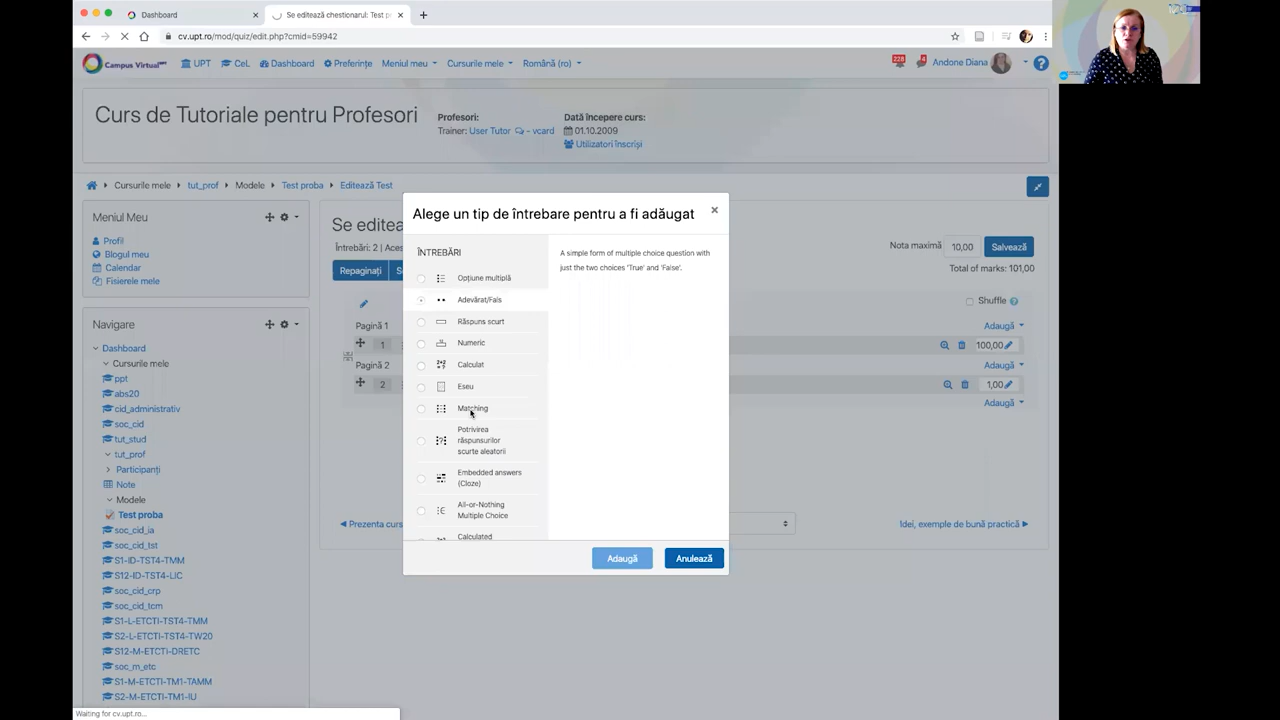 Dashboard
Se editează chestionarul: Test p
cv.upt.ro/mod/quiz/edit.php?cmid=59942
Campus Virtual UPT
UPT
CeL
Dashboard
Preferințe
Meniul meu
Cursurile mele
Română (ro)
228
4
Andone Diana
Curs de Tutoriale pentru Profesori
Profesori:
Trainer: User Tutor - vcard
Dată începere curs:
01.10.2009
Utilizatori înscriși
Cursurile mele
tut_prof
Modele
Test proba
Editează Test
Meniul Meu
Profil
Blogul meu
Calendar
Fisierele mele
Navigare
Dashboard
Cursurile mele
ppt
abs20
cid_administrativ
soc_cid
tut_stud
tut_prof
Participanți
Note
Modele
Test proba
soc_cid_ia
soc_cid_tst
S1-ID-TST4-TMM
S12-ID-TST4-LIC
soc_cid_crp
soc_cid_tcm
S1-L-ETCTI-TST4-TMM
S2-L-ETCTI-TST4-TW20
S12-M-ETCTI-DRETC
soc_m_etc
S1-M-ETCTI-TM1-TAMM
S2-M-ETCTI-TM1-IU
Se editea
Întrebări: 2 | Aces
Repaginați
Nota maximă
10,00
Salvează
Total of marks: 101,00
Shuffle
Pagină 1
Adaugă
1
100,00
Pagină 2
Adaugă
2
1,00
Adaugă
Prezenta curs
Idei, exemple de bună practică
Alege un tip de întrebare pentru a fi adăugat
ÎNTREBĂRI
Opțiune multiplă
Adevărat/Fals
Răspuns scurt
Numeric
Calculat
Eseu
Matching
Potrivirea
răspunsurilor
scurte aleatorii
Embedded answers
(Cloze)
All-or-Nothing
Multiple Choice
Calculated
A simple form of multiple choice question with
just the two choices 'True' and 'False'.
Adaugă
Anulează
Waiting for cv.upt.ro...